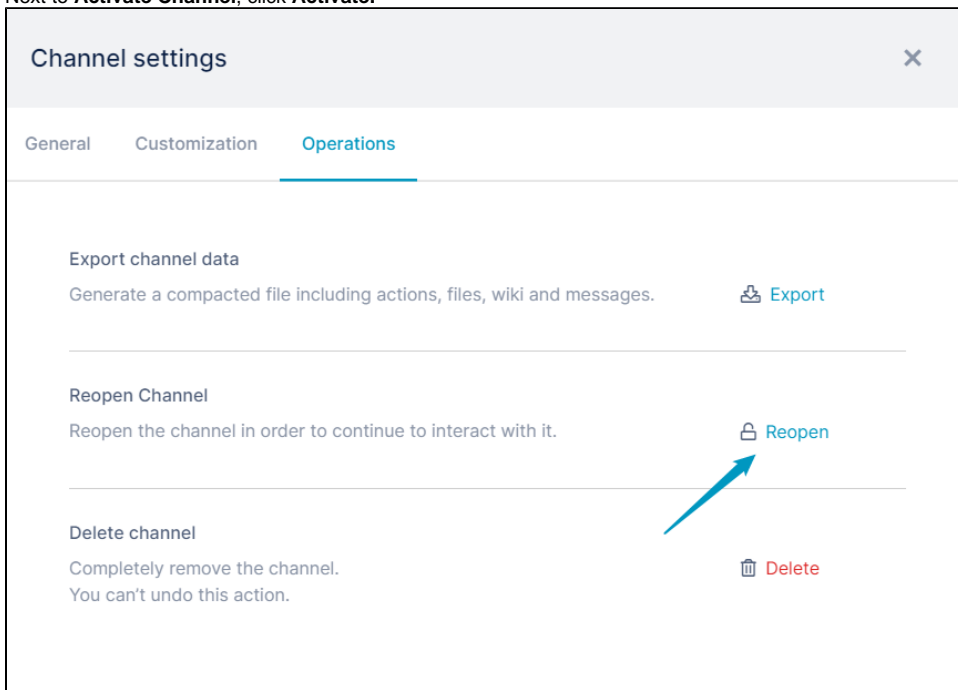 Next to Activate Channel, click Activate.
Channel settings
General Customization Operations
Export channel data
Generate a compacted file including actions, files, wiki and messages.
Export
Reopen Channel
Reopen the channel in order to continue to interact with it.
Reopen
Delete channel
Completely remove the channel.
You can't undo this action.
Delete